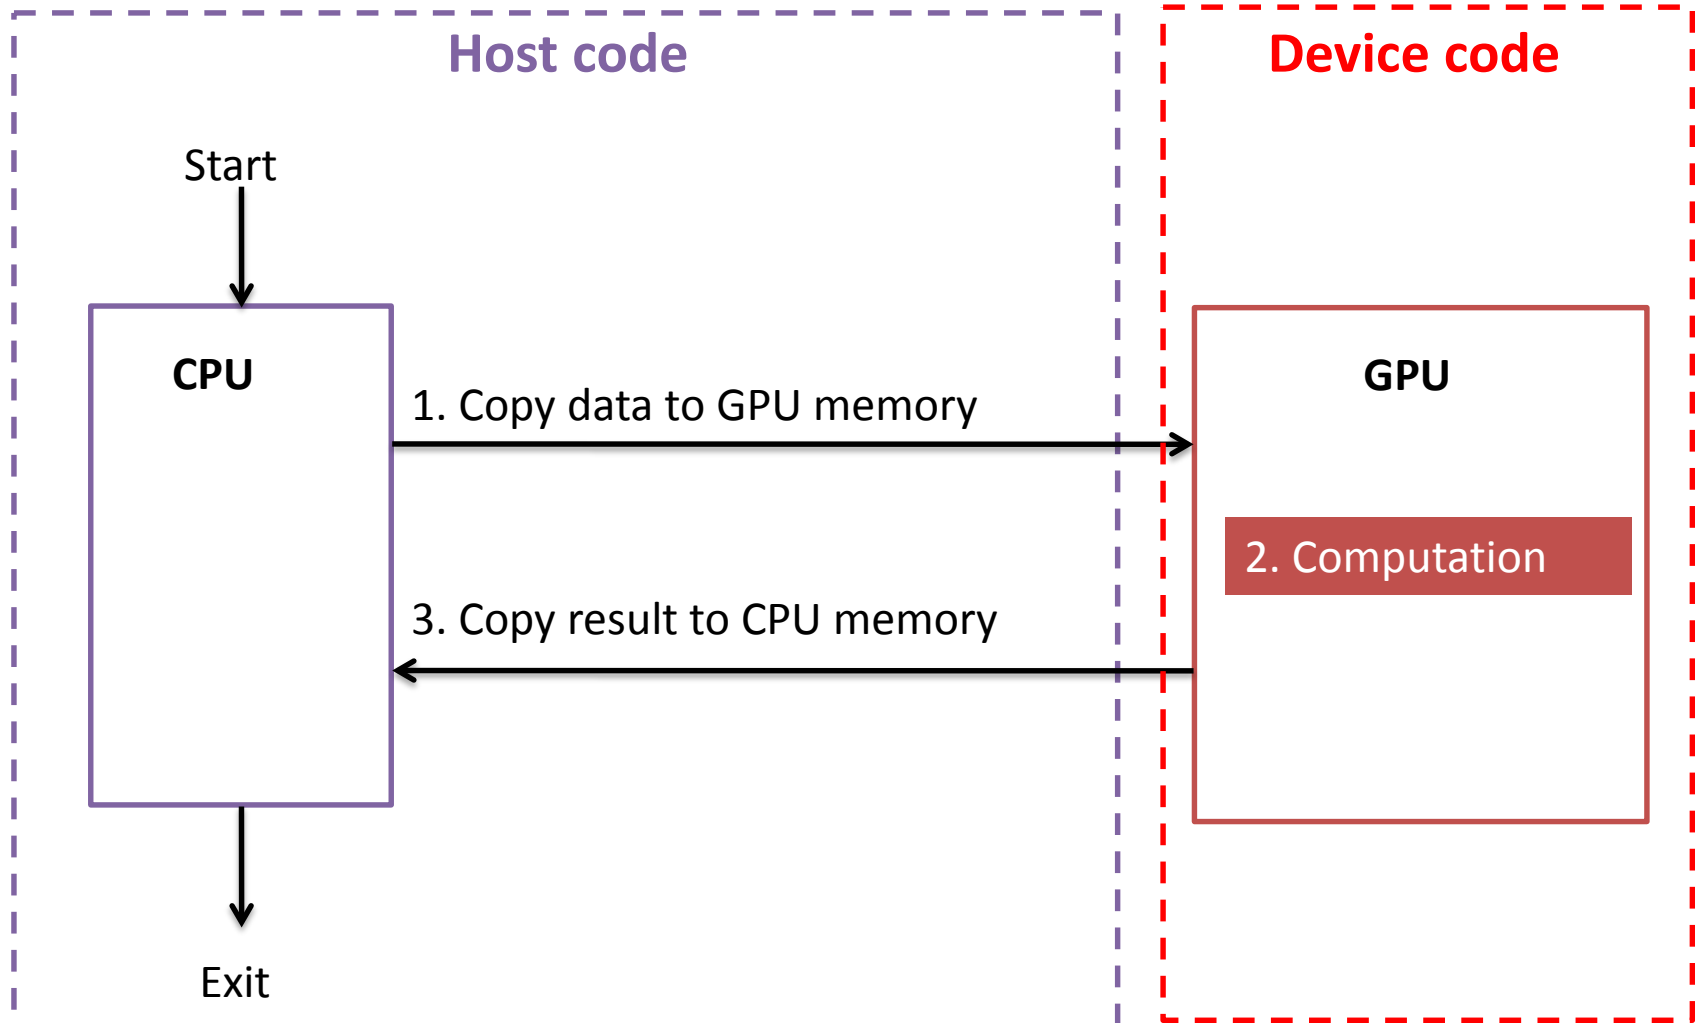 Host code
Device code
Start
CPU
GPU
1. Copy data to GPU memory
2. Computation
3. Copy result to CPU memory
Exit